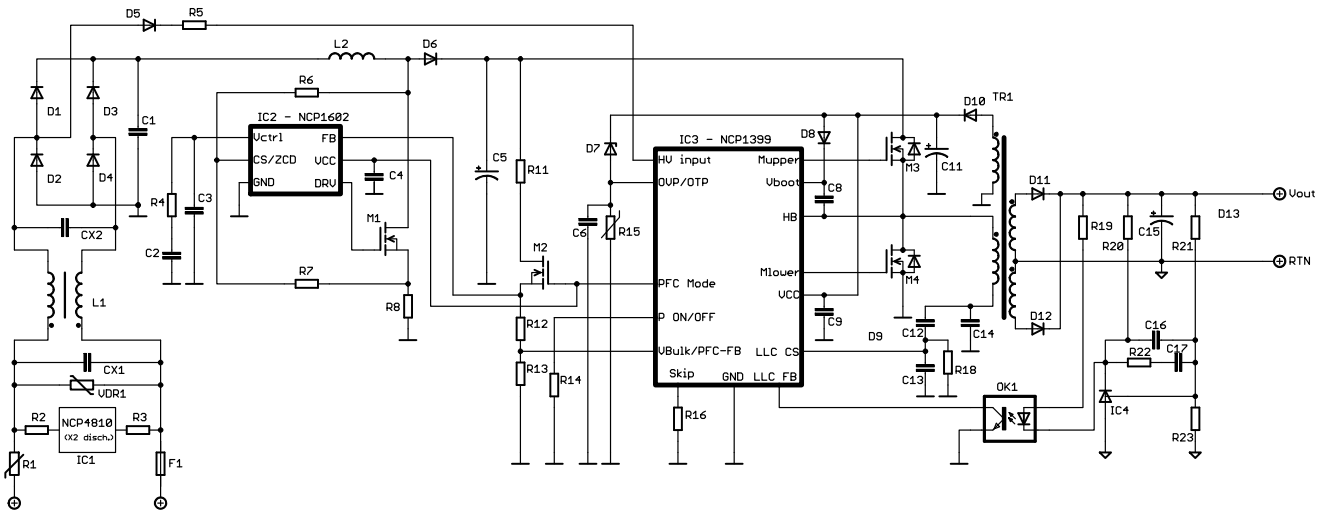 D5
R5
L2
D6
R6
D1
D3
C1
D2
D4
CX2
L1
CX1
VDR1
R2
NCP4810
(X2 disch.)
R3
IC1
R1
F1
IC2 - NCP1602
Vctrl
FB
CS/ZCD
VCC
GND
DRV
R4
C3
C2
C4
M1
R7
R8
C5
R11
M2
R12
R13
R14
D7
C6
R15
IC3 - NCP1399
HV input
Mupper
OVP/OTP
Vboot
HB
Mlower
PFC Mode
VCC
P ON/OFF
VBulk/PFC-FB
LLC CS
Skip
GND
LLC FB
R16
D8
C8
C9
M3
M4
C11
D10
TR1
D9
C12
C14
C13
R18
D11
D12
OK1
R19
R20
C15
R21
D13
Vout
RTN
C16
R22
C17
IC4
R23